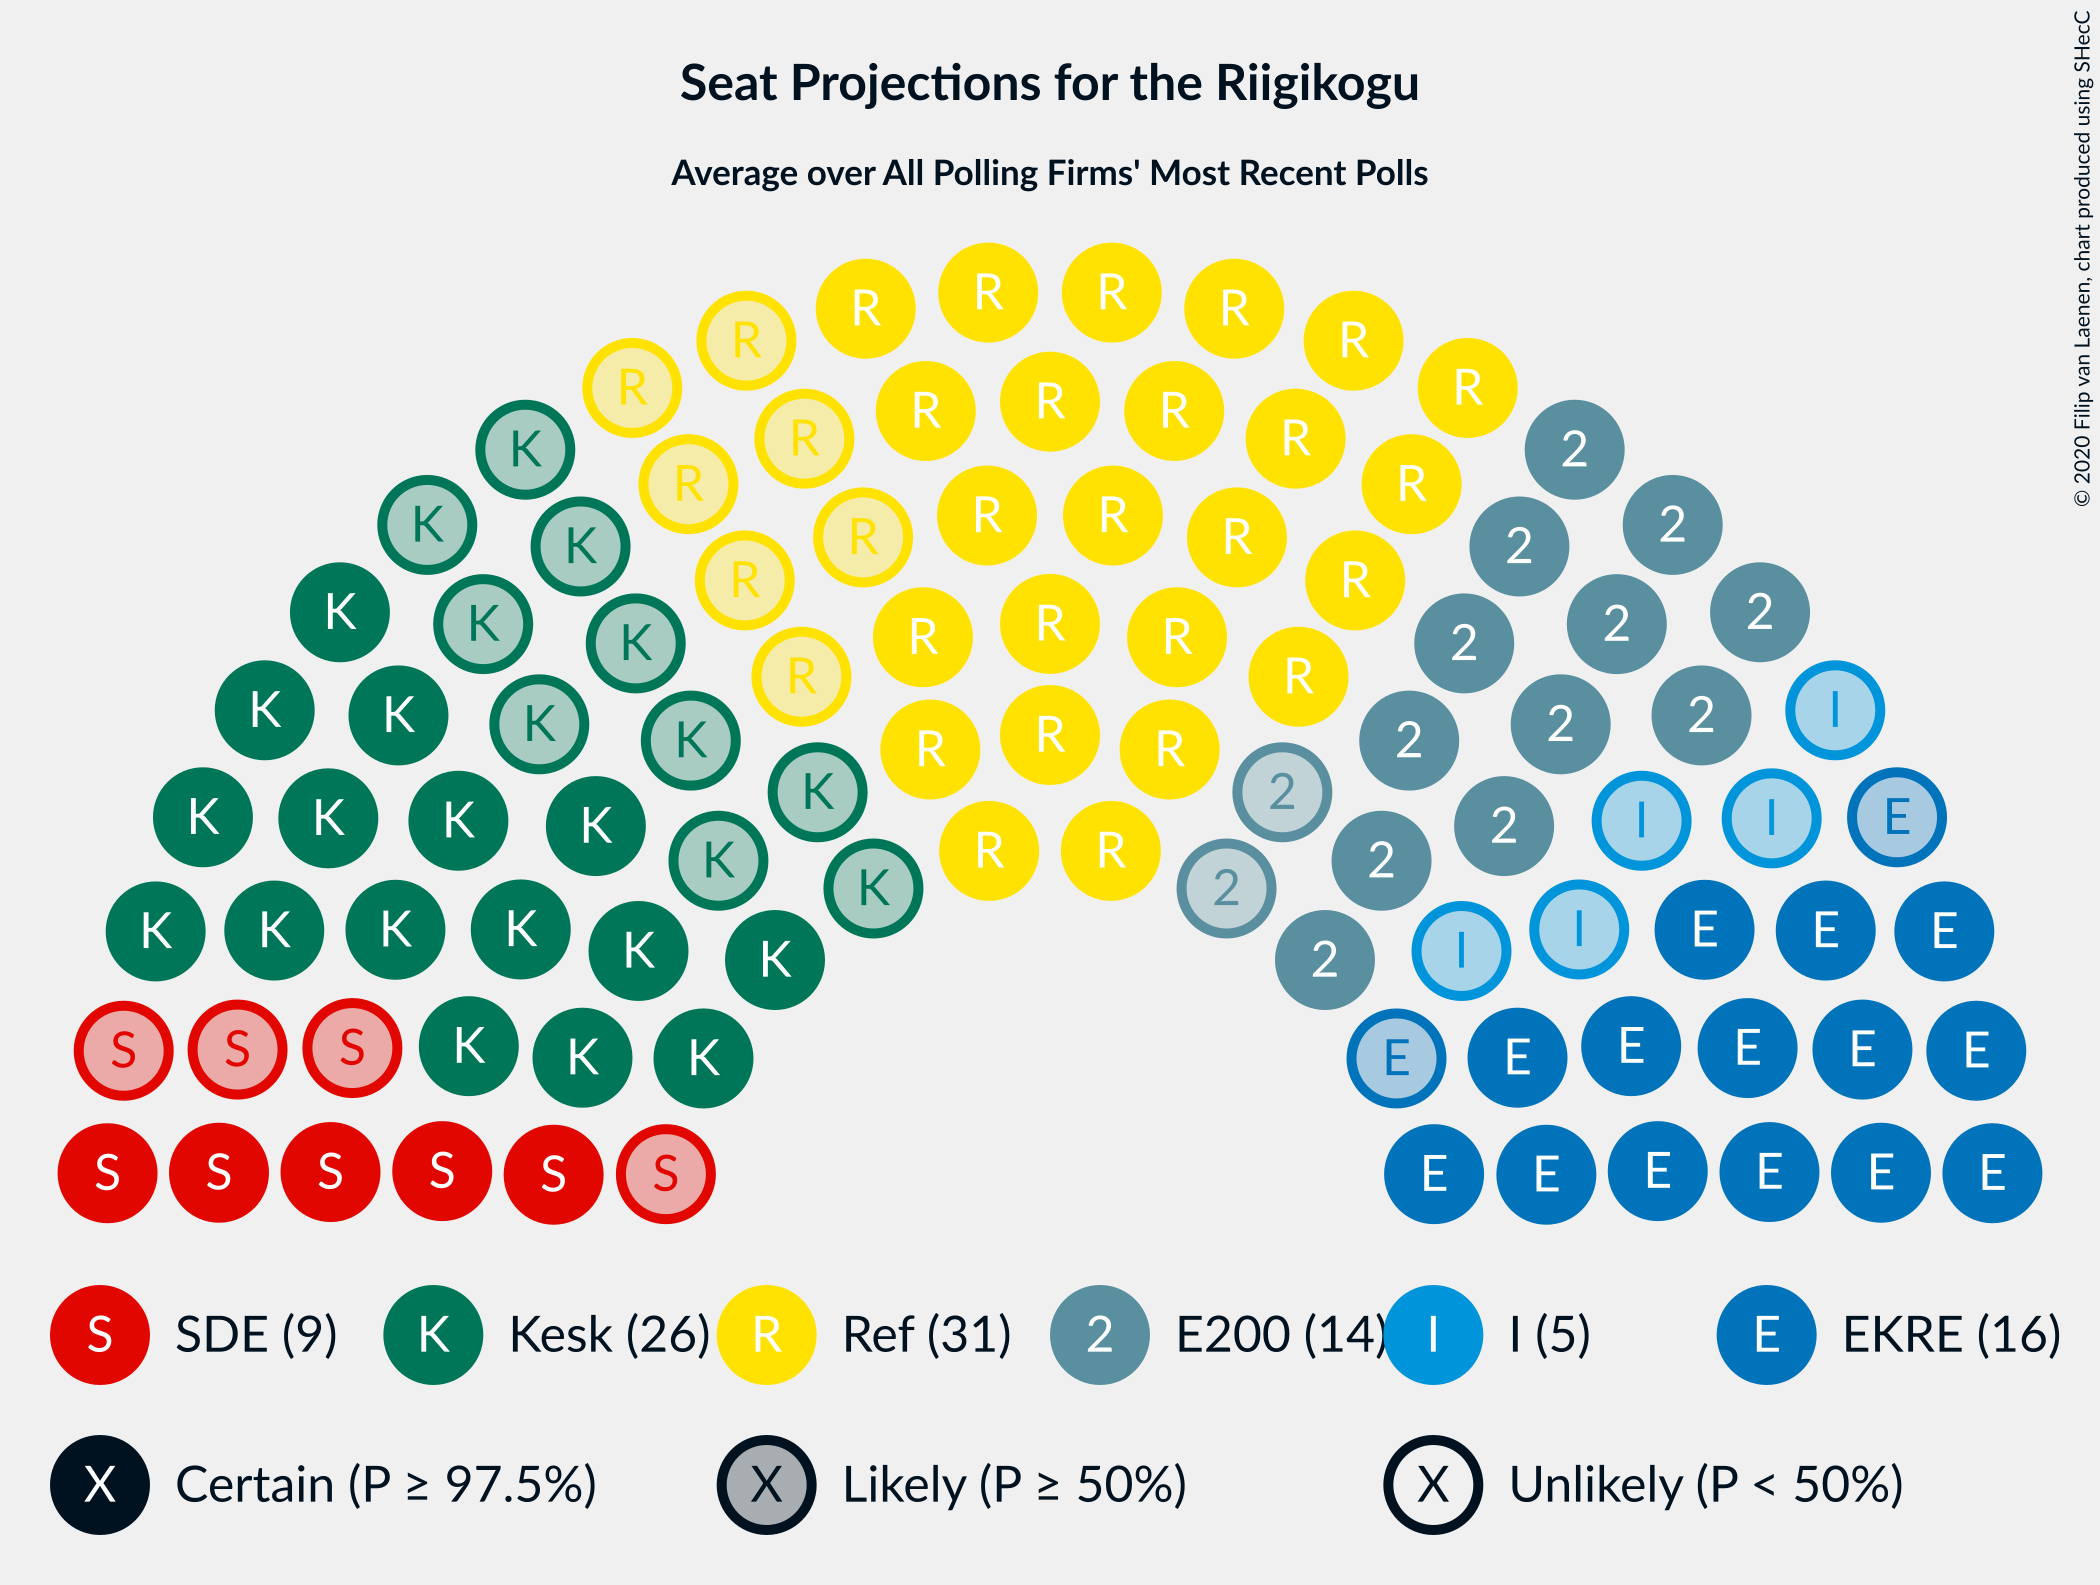 Seat Projections for the Riigikogu
Average over All Polling Firms' Most Recent Polls
© 2020 Filip van Laenen, chart produced using SHecC
R R R R
R R R R
R R R R R
K R R R R
K K R R R R R 2 2
K K R R 2 2
K K R R R R 2 2 2
K K K K R R R 2 2 2 I
K K K K K K R R 2 2 2 I I E
K K K K K K K 2 2 I I E E E
S S S K K K E E E E E E
S S S S S S E E E E E E
S SDE (9) K Kesk (26) R Ref (31) 2 E200 (14) I I (5) E EKRE (16)
X Certain (P ≥ 97.5%) X Likely (P ≥ 50%) X Unlikely (P < 50%)